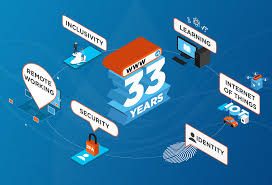 INCLUSIVITY
LEARNING
WWW
33
YEARS
REMOTE
WORKING
INTERNET
OF THINGS
SECURITY
IDENTITY